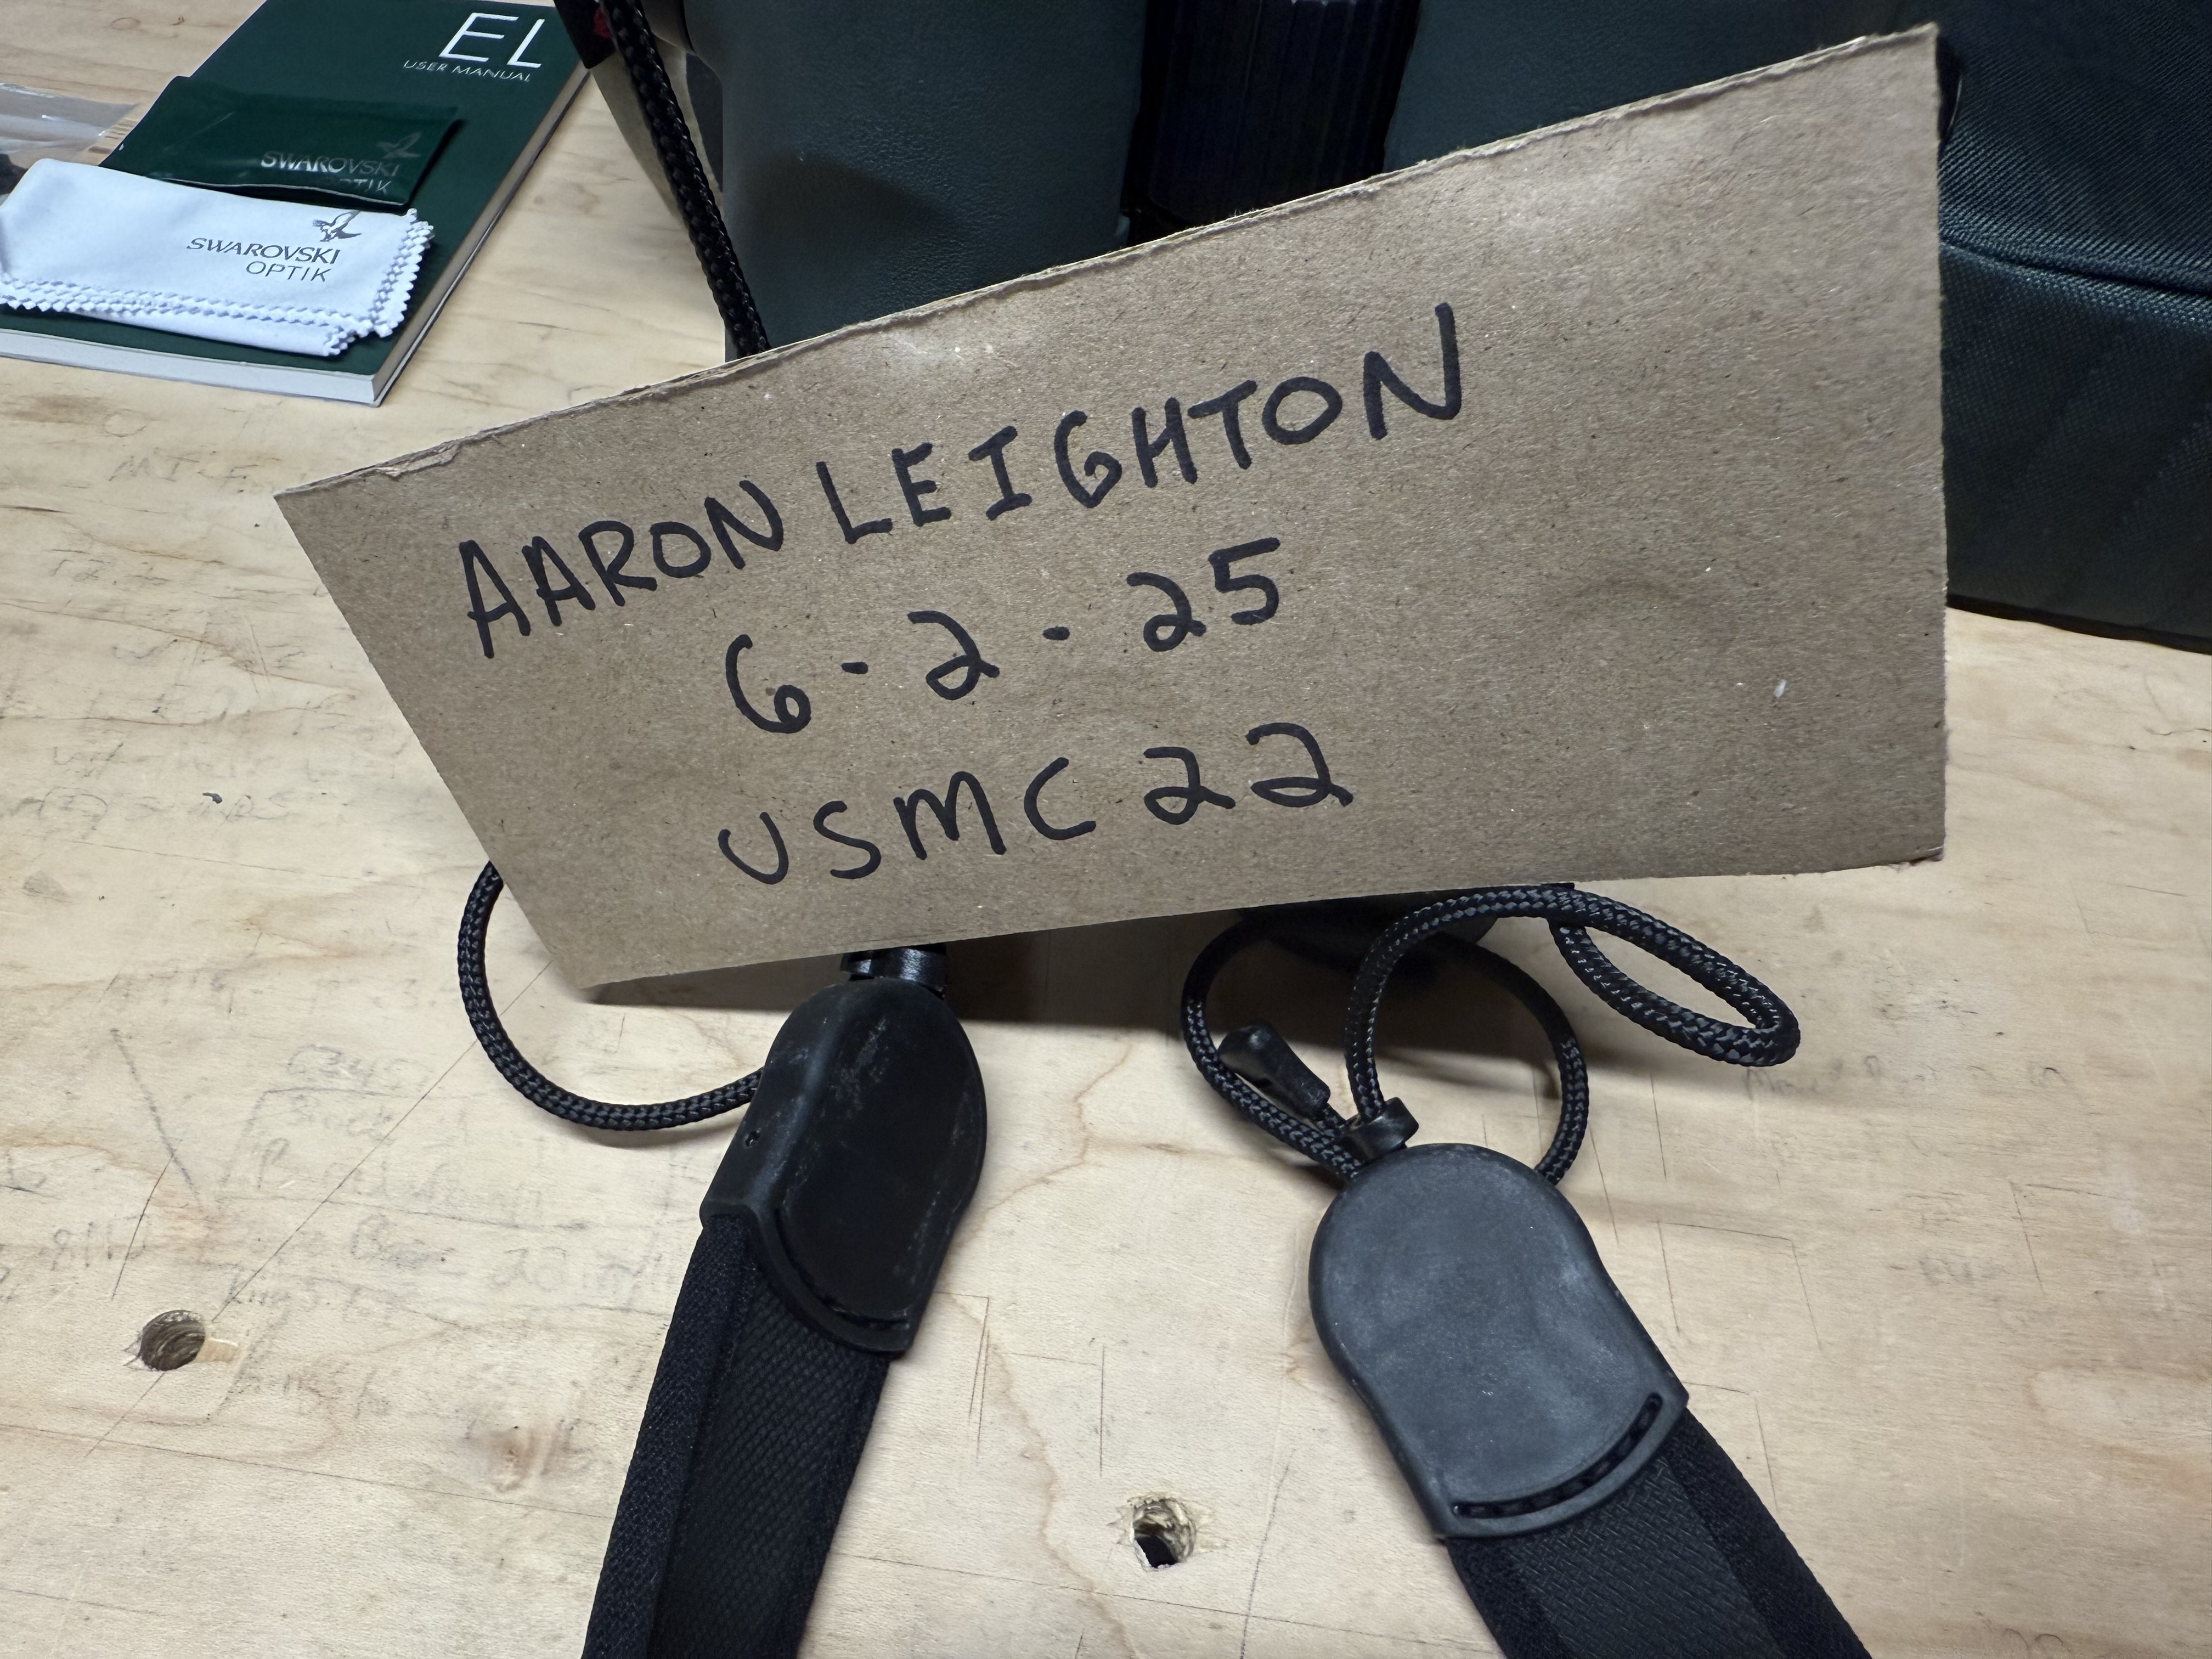 EL
USER MANUAL
SWAROVSKI
OPTIK
SWAROVSKI
OPTIK
AARON LEIGHTON
6-2-25
USMC 22